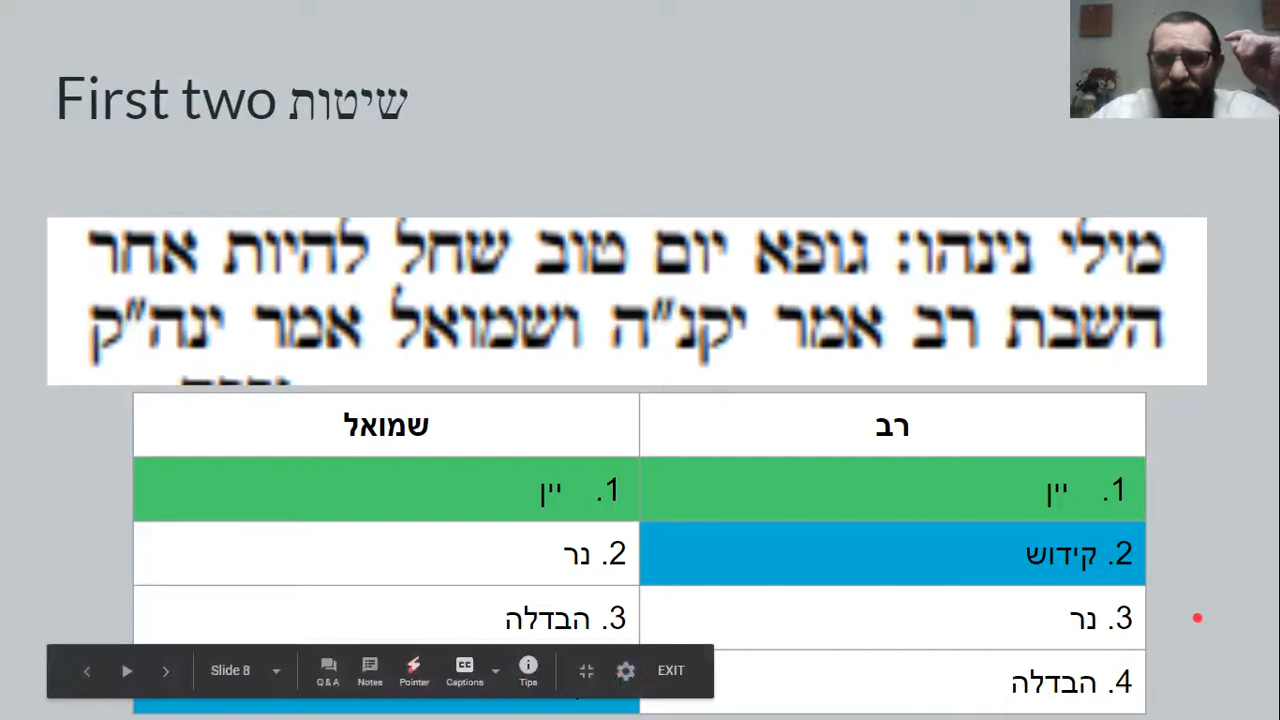 First two שיטות
מילי נינהו: גופא יום טוב שחל להיות אחר
השבת רב אמר יקנ"ה ושמואל אמר ינה"ק
רב
שמואל
1. יין
1. יין
2. קידוש
2. נר
3. נר
3. הבדלה
4. הבדלה
Slide 8
Q & A
Notes
Pointer
Captions
Tips
EXIT